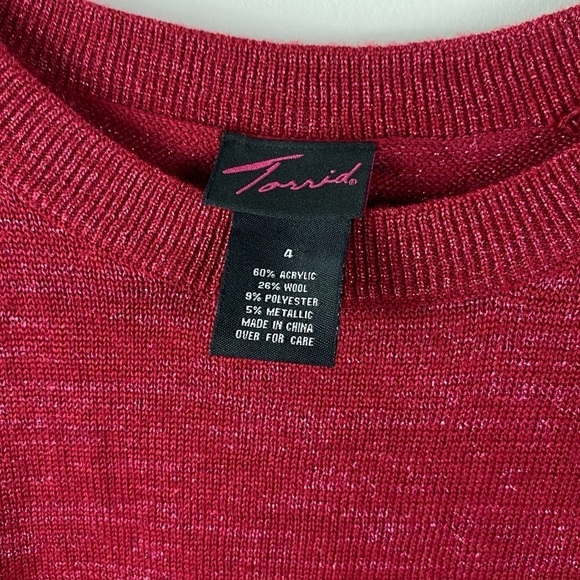 Torrid®
4
60% ACRYLIC
26% WOOL
9% POLYESTER
5% METALLIC
MADE IN CHINA
OVER FOR CARE